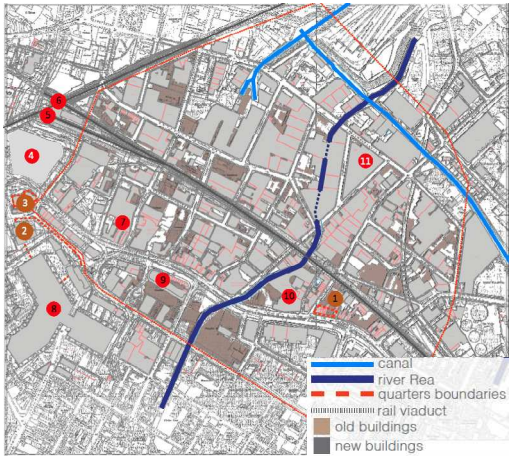 6
5
4
11
3
7
2
9
10
1
8
canal
river Rea
quarters boundaries
rail viaduct
old buildings
new buildings